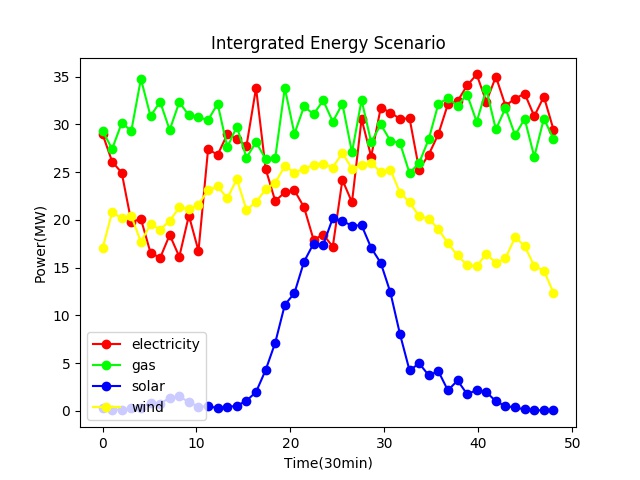 Intergrated Energy Scenario
Power(MW)
35
30
25
20
15
10
5
0
electricity
gas
solar
wind
0 10 20 30 40 50
Time(30min)